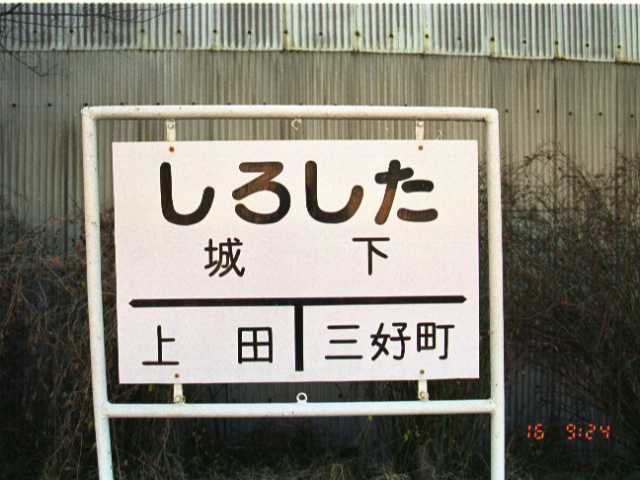 しろした
城下
上田 三好町
16 9:24